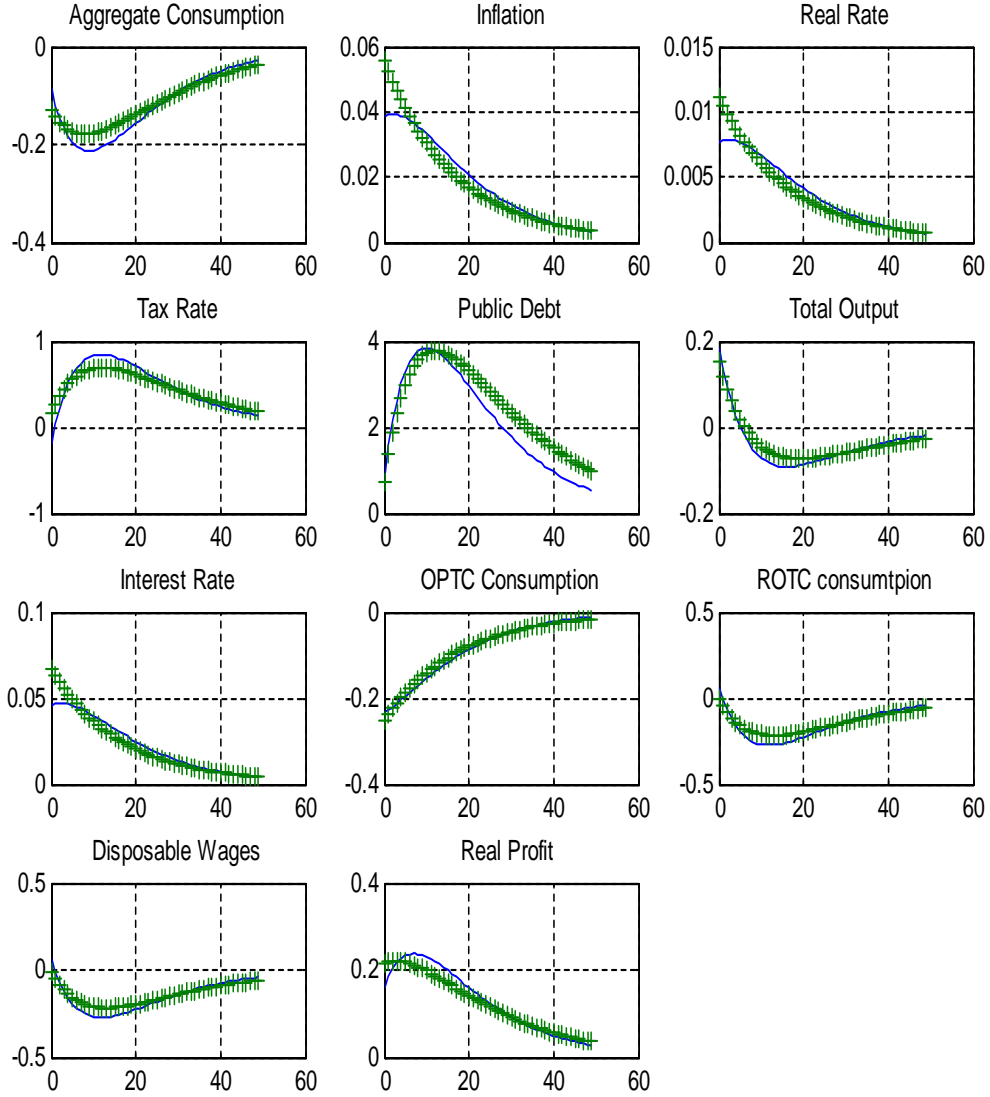 Aggregate Consumption
0
-0.2
-0.4
0 20 40 60
Inflation
0.06
0.04
0.02
0
0 20 40 60
Real Rate
0.015
0.01
0.005
0
0 20 40 60
Tax Rate
1
0
-1
0 20 40 60
Public Debt
4
2
0
0 20 40 60
Total Output
0.2
0
-0.2
0 20 40 60
Interest Rate
0.1
0.05
0
0 20 40 60
OPTC Consumption
0
-0.2
-0.4
0 20 40 60
ROTC consumtpion
0.5
0
-0.5
0 20 40 60
Disposable Wages
0.5
0
-0.5
0 20 40 60
Real Profit
0.4
0.2
0
0 20 40 60